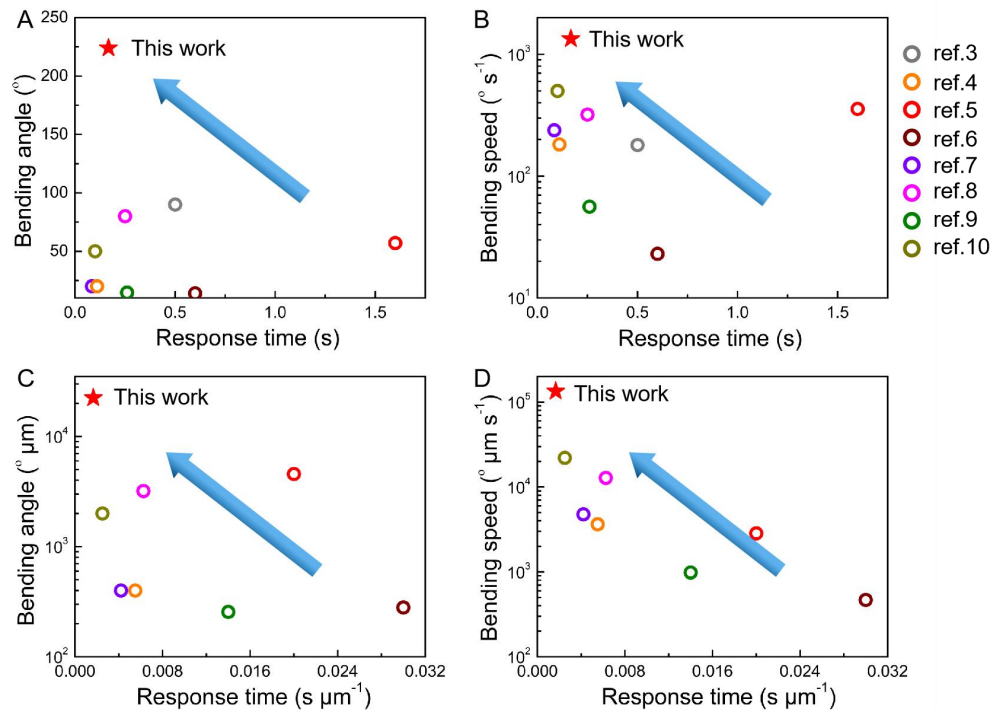 A
250
200
150
100
50
This work
Bending angle (°)
0.0 0.5 1.0 1.5
Response time (s)
B
10³
10²
10¹
This work
Bending speed (° s⁻¹)
0.0 0.5 1.0 1.5
Response time (s)
ref.3
ref.4
ref.5
ref.6
ref.7
ref.8
ref.9
ref.10
C
10⁴
10³
10²
This work
Bending angle (° μm)
0.000 0.008 0.016 0.024 0.032
Response time (s μm⁻¹)
D
10⁵
10⁴
10³
10²
This work
Bending speed (° μm s⁻¹)
0.000 0.008 0.016 0.024 0.032
Response time (s μm⁻¹)